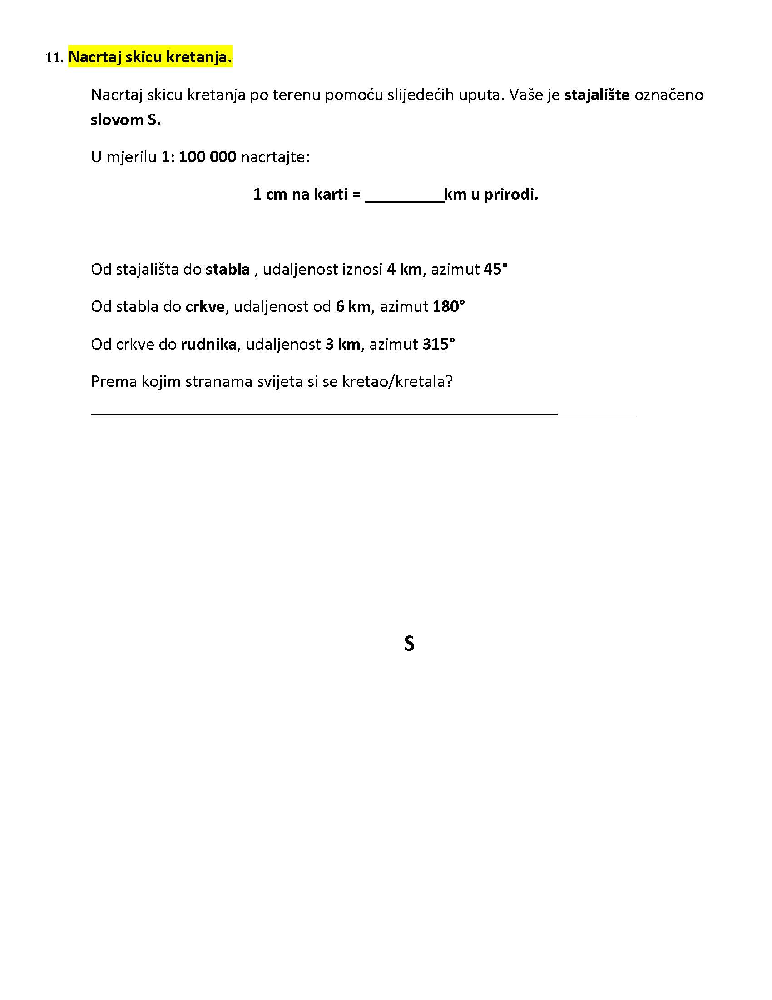 11. Nacrtaj skicu kretanja.
Nacrtaj skicu kretanja po terenu pomoću slijedećih uputa. Vaše je stajalište označeno
slovom S.
U mjerilu 1: 100 000 nacrtajte:
1 cm na karti = _________km u prirodi.
Od stajališta do stabla , udaljenost iznosi 4 km, azimut 45°
Od stabla do crkve, udaljenost od 6 km, azimut 180°
Od crkve do rudnika, udaljenost 3 km, azimut 315°
Prema kojim stranama svijeta si se kretao/kretala?
S